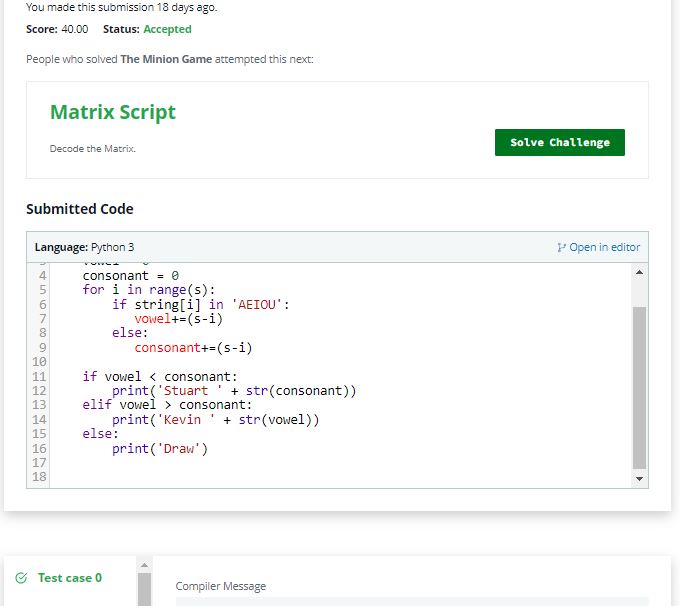 You made this submission 18 days ago.
Score: 40.00 Status: Accepted
People who solved The Minion Game attempted this next:
Matrix Script
Decode the Matrix.
Solve Challenge
Submitted Code
Language: Python 3
Open in editor
4 consonant = 0
5 for i in range(s):
6 if string[i] in 'AEIOU':
7 vowel+=(s-i)
8 else:
9 consonant+=(s-i)
10
11 if vowel < consonant:
12 print('Stuart ' + str(consonant))
13 elif vowel > consonant:
14 print('Kevin ' + str(vowel))
15 else:
16 print('Draw')
17
18
Test case 0
Compiler Message